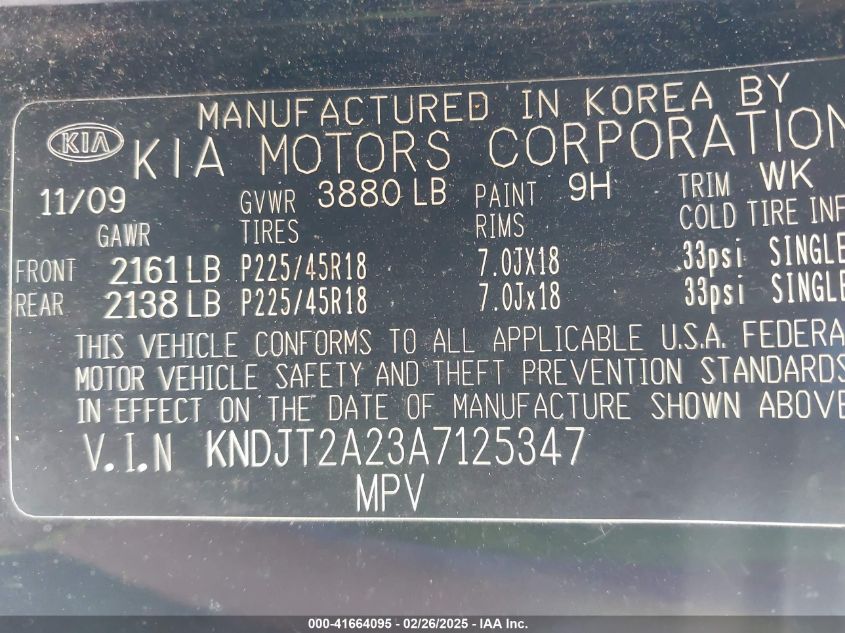 MANUFACTURED IN KOREA BY
KIA KIA MOTORS CORPORATION
11/09 GVWR 3880 LB PAINT 9H TRIM WK
GAWR TIRES RIMS COLD TIRE INF
FRONT 2161 LB P225/45R18 7.0JX18 33psi SINGLE
REAR 2138 LB P225/45R18 7.0Jx18 33psi SINGLE
THIS VEHICLE CONFORMS TO ALL APPLICABLE U.S.A. FEDERA
MOTOR VEHICLE SAFETY AND THEFT PREVENTION STANDARDS
IN EFFECT ON THE DATE OF MANUFACTURE SHOWN ABOVE
V.I.N KNDJT2A23A7125347
MPV
000-41664095 - 02/26/2025 - IAA Inc.